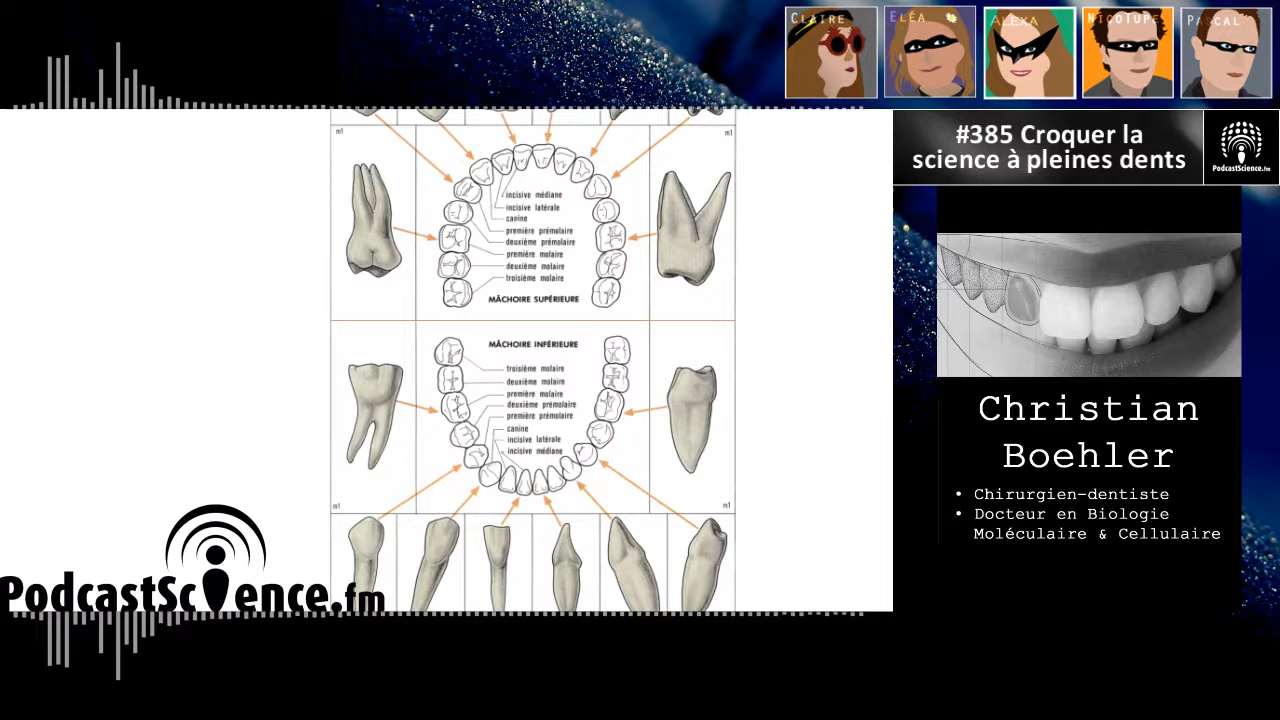 CLAIRE
ELÉA
ALEXA
NICOTUPE
PASCAL
#385 Croquer la
science à pleines dents
PodcastScience.fm
m1
m1
incisive médiane
incisive latérale
canine
première prémolaire
deuxième prémolaire
première molaire
deuxième molaire
troisième molaire
MÂCHOIRE SUPÉRIEURE
MÂCHOIRE INFÉRIEURE
troisième molaire
deuxième molaire
première molaire
deuxième prémolaire
première prémolaire
canine
incisive latérale
incisive médiane
m1
m1
PodcastScience.fm
Christian
Boehler
• Chirurgien-dentiste
• Docteur en Biologie
Moléculaire & Cellulaire